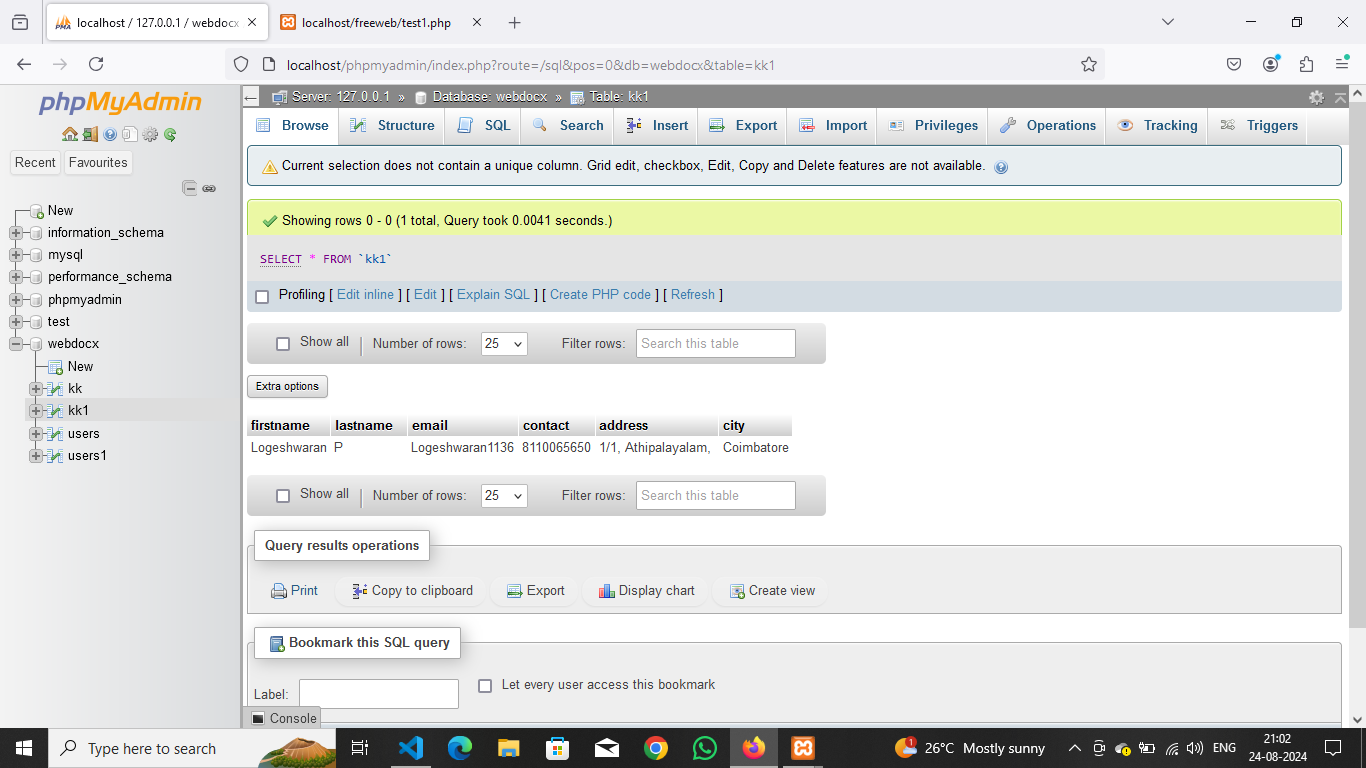 localhost / 127.0.0.1 / webdocx
localhost/freeweb/test1.php
localhost/phpmyadmin/index.php?route=/sql&pos=0&db=webdocx&table=kk1
phpMyAdmin
Recent Favourites
New
information_schema
mysql
performance_schema
phpmyadmin
test
webdocx
New
kk
kk1
users
users1
Server: 127.0.0.1 » Database: webdocx » Table: kk1
Browse Structure SQL Search Insert Export Import Privileges Operations Tracking Triggers
Current selection does not contain a unique column. Grid edit, checkbox, Edit, Copy and Delete features are not available.
Showing rows 0 - 0 (1 total, Query took 0.0041 seconds.)
SELECT * FROM `kk1`
Profiling [ Edit inline ] [ Edit ] [ Explain SQL ] [ Create PHP code ] [ Refresh ]
Show all Number of rows: 25 Filter rows: Search this table
Extra options
firstname lastname email contact address city
Logeshwaran P Logeshwaran1136 8110065650 1/1, Athipalayalam, Coimbatore
Show all Number of rows: 25 Filter rows: Search this table
Query results operations
Print Copy to clipboard Export Display chart Create view
Bookmark this SQL query
Label: Let every user access this bookmark
Console
Type here to search
1
26°C Mostly sunny
ENG
21:02
24-08-2024